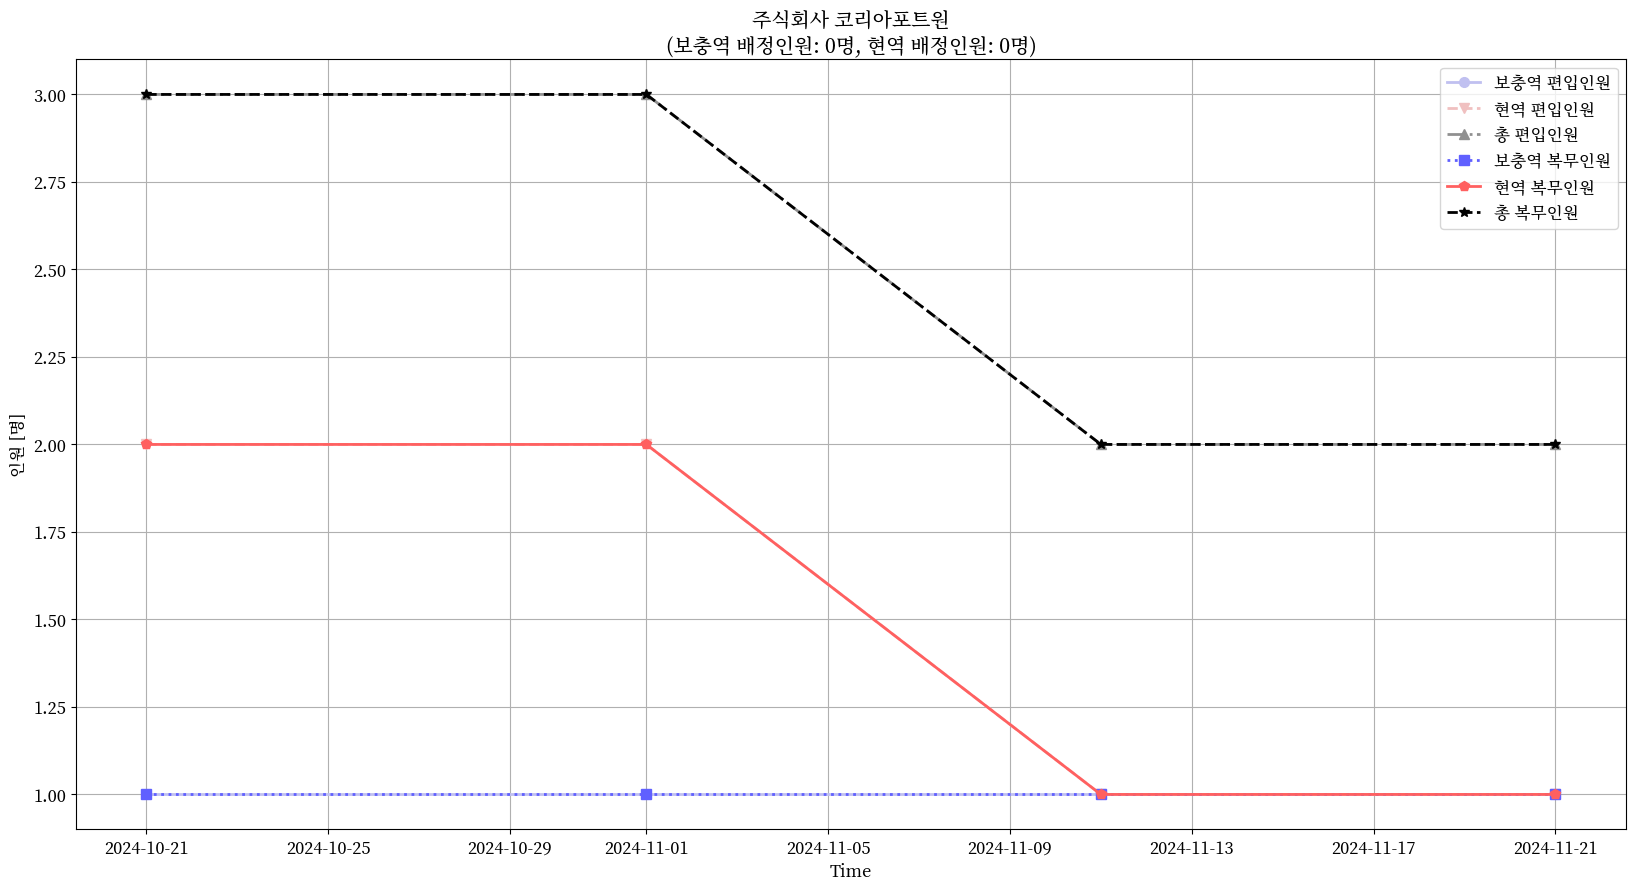 주식회사 코리아포트원
(보충역 배정인원: 0명, 현역 배정인원: 0명)
보충역 편입인원
현역 편입인원
총 편입인원
보충역 복무인원
현역 복무인원
총 복무인원
인원 [명]
3.00
2.75
2.50
2.25
2.00
1.75
1.50
1.25
1.00
2024-10-21
2024-10-25
2024-10-29
2024-11-01
2024-11-05
2024-11-09
2024-11-13
2024-11-17
2024-11-21
Time